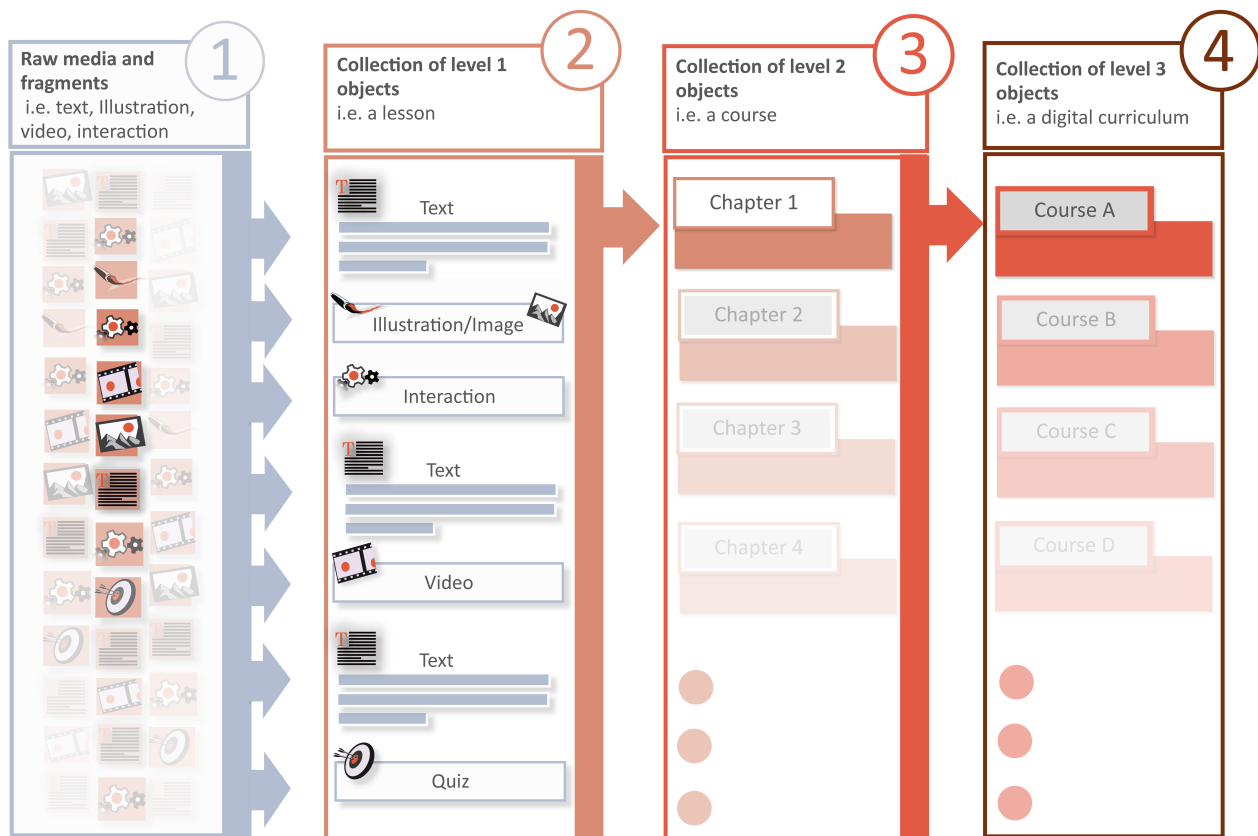 1
Raw media and
fragments
i.e. text, Illustration,
video, interaction
2
Collection of level 1
objects
i.e. a lesson
3
Collection of level 2
objects
i.e. a course
4
Collection of level 3
objects
i.e. a digital curriculum
T
Text
Illustration/Image
Interaction
T
Text
Video
T
Text
Quiz
Chapter 1
Chapter 2
Chapter 3
Chapter 4
Course A
Course B
Course C
Course D